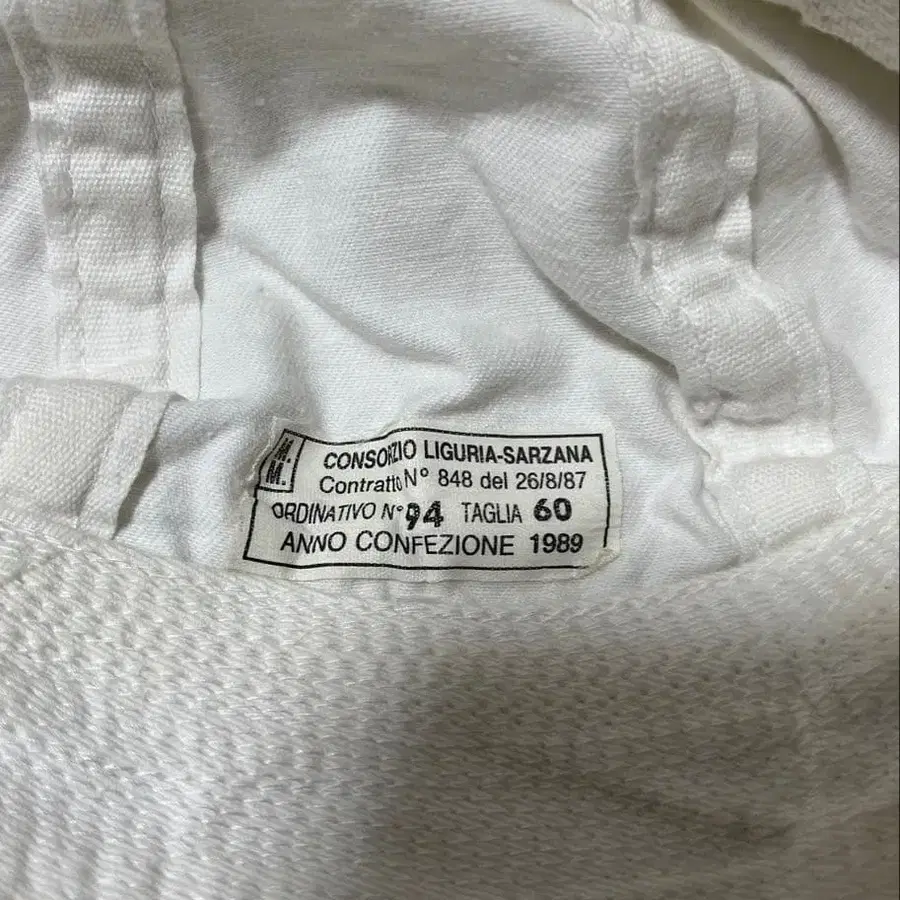 M.
M.
CONSORZIO LIGURIA-SARZANA
Contratto N° 848 del 26/8/87
ORDINATIVO N° 94 TAGLIA 60
ANNO CONFEZIONE 1989